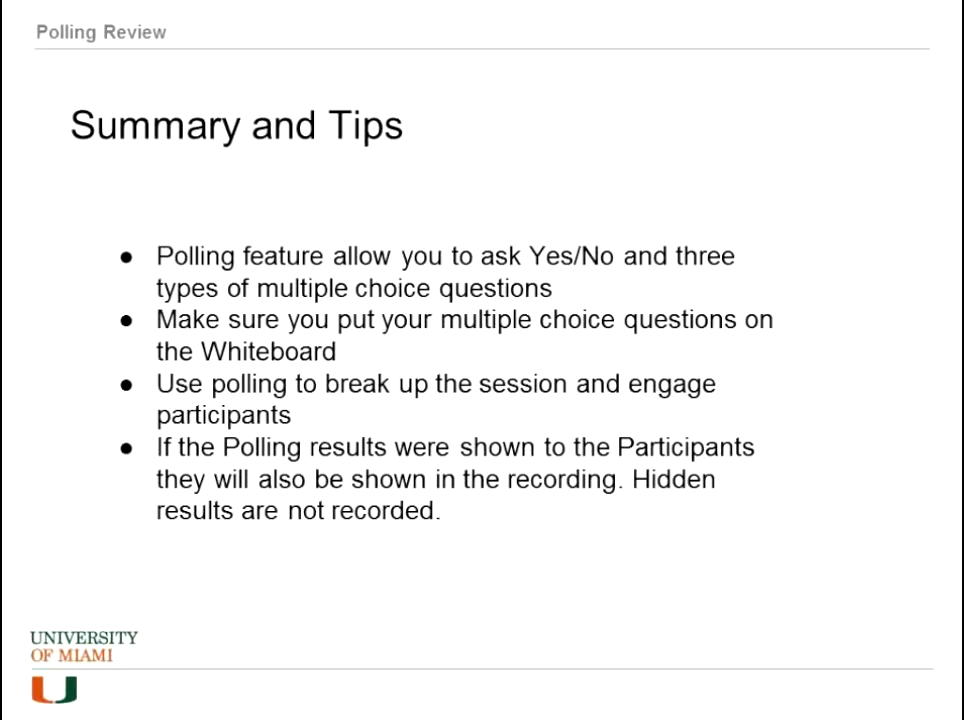 Polling Review
Summary and Tips
● Polling feature allow you to ask Yes/No and three
types of multiple choice questions
● Make sure you put your multiple choice questions on
the Whiteboard
● Use polling to break up the session and engage
participants
● If the Polling results were shown to the Participants
they will also be shown in the recording. Hidden
results are not recorded.
UNIVERSITY
OF MIAMI
U